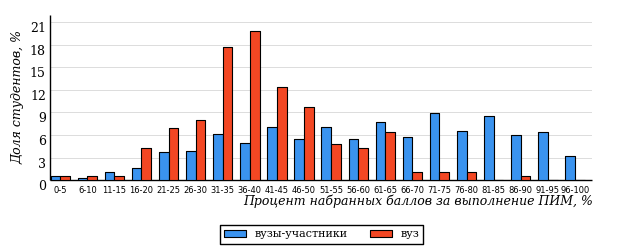 Доля студентов, %
21
18
15
12
9
6
3
0
0-5 6-10 11-15 16-20 21-25 26-30 31-35 36-40 41-45 46-50 51-55 56-60 61-65 66-70 71-75 76-80 81-85 86-90 91-95 96-100
Процент набранных баллов за выполнение ПИМ, %
вузы-участники вуз